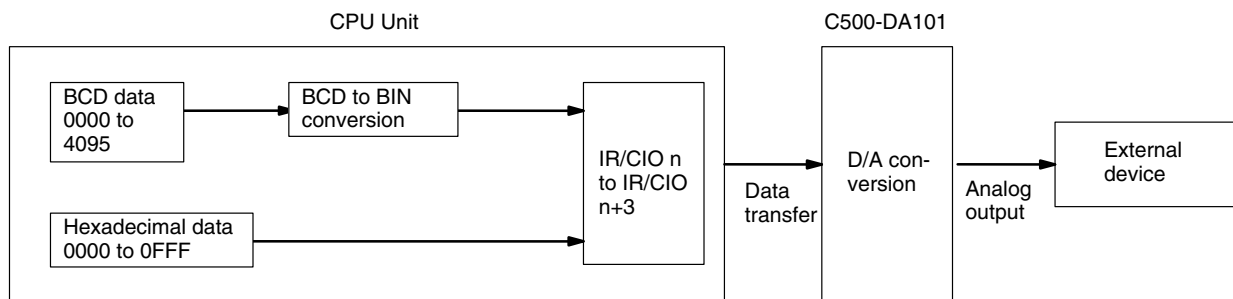 CPU Unit
C500-DA101
BCD data
0000 to
4095
BCD to BIN
conversion
IR/CIO n
to IR/CIO
n+3
Hexadecimal data
0000 to 0FFF
Data
transfer
D/A con-
version
Analog
output
External
device